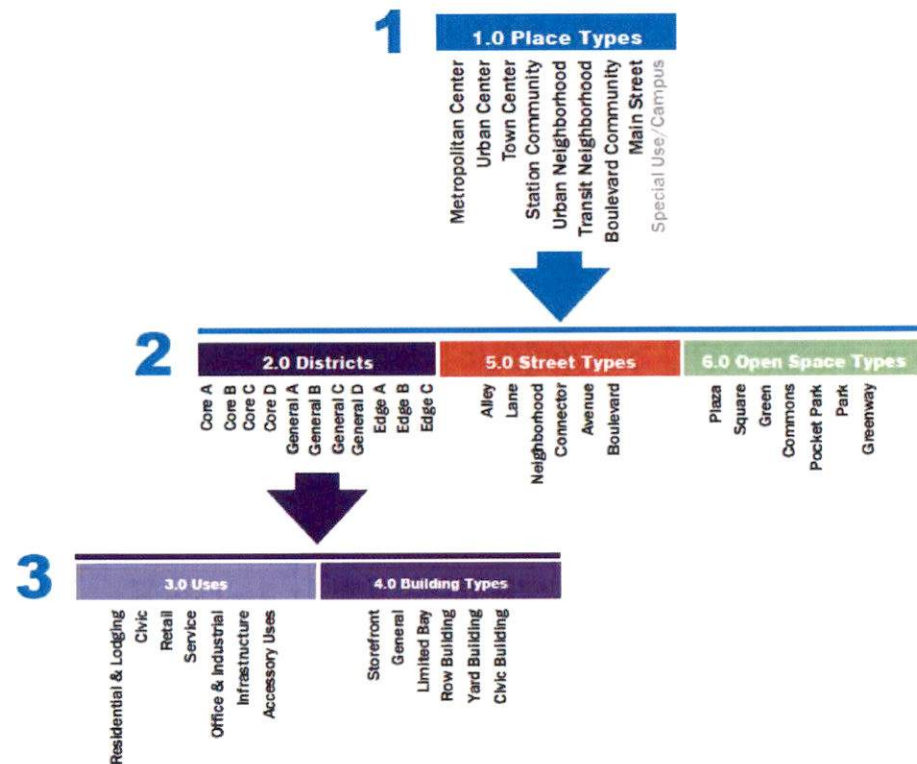 1
1.0 Place Types
Metropolitan Center
Urban Center
Town Center
Station Community
Urban Neighborhood
Transit Neighborhood
Boulevard Community
Main Street
Special Use/Campus
2
2.0 Districts
Core A
Core B
Core C
Core D
General A
General B
General C
General D
Edge A
Edge B
Edge C
5.0 Street Types
Alley
Lane
Neighborhood
Connector
Avenue
Boulevard
6.0 Open Space Types
Plaza
Square
Green
Commons
Pocket Park
Park
Greenway
3
3.0 Uses
Residential & Lodging
Civic
Retail
Service
Office & Industrial
Infrastructure
Accessory Uses
4.0 Building Types
Storefront
General
Limited Bay
Row Building
Yard Building
Civic Building